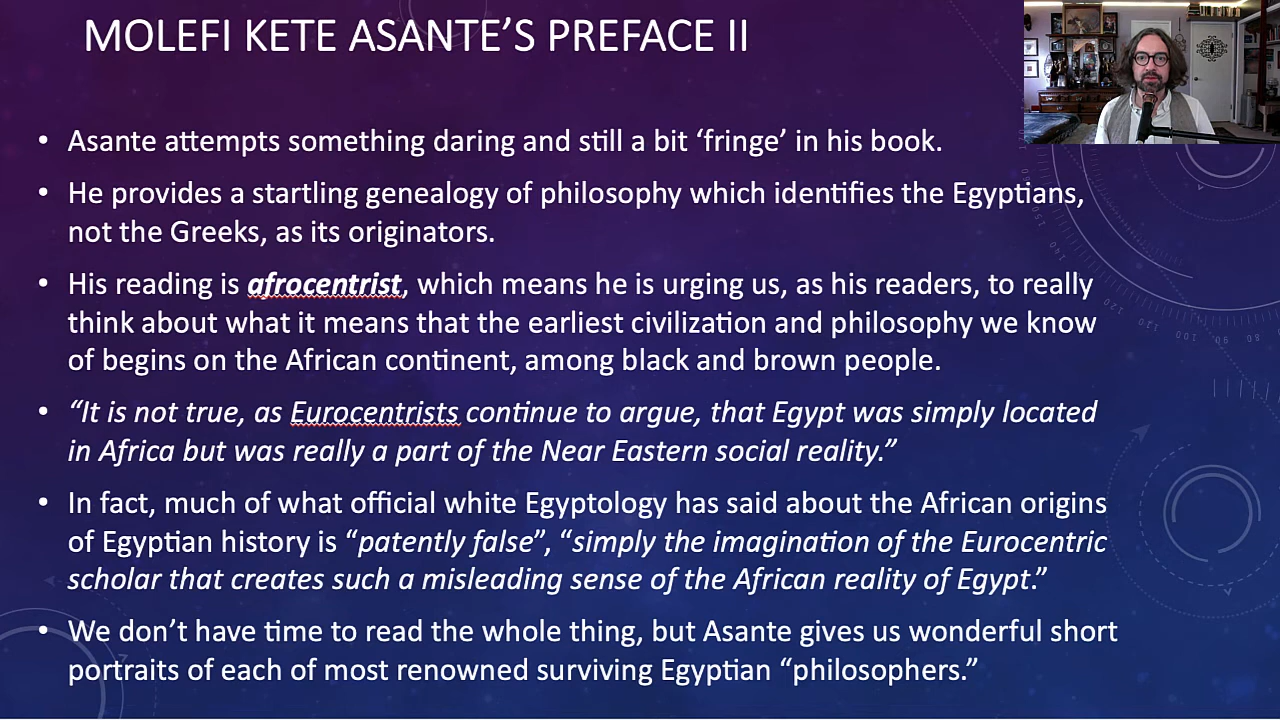 MOLEFI KETE ASANTE’S PREFACE II
• Asante attempts something daring and still a bit ‘fringe’ in his book.
• He provides a startling genealogy of philosophy which identifies the Egyptians,
not the Greeks, as its originators.
• His reading is afrocentrist, which means he is urging us, as his readers, to really
think about what it means that the earliest civilization and philosophy we know
of begins on the African continent, among black and brown people.
• “It is not true, as Eurocentrists continue to argue, that Egypt was simply located
in Africa but was really a part of the Near Eastern social reality.”
• In fact, much of what official white Egyptology has said about the African origins
of Egyptian history is “patently false”, “simply the imagination of the Eurocentric
scholar that creates such a misleading sense of the African reality of Egypt.”
• We don’t have time to read the whole thing, but Asante gives us wonderful short
portraits of each of most renowned surviving Egyptian “philosophers.”